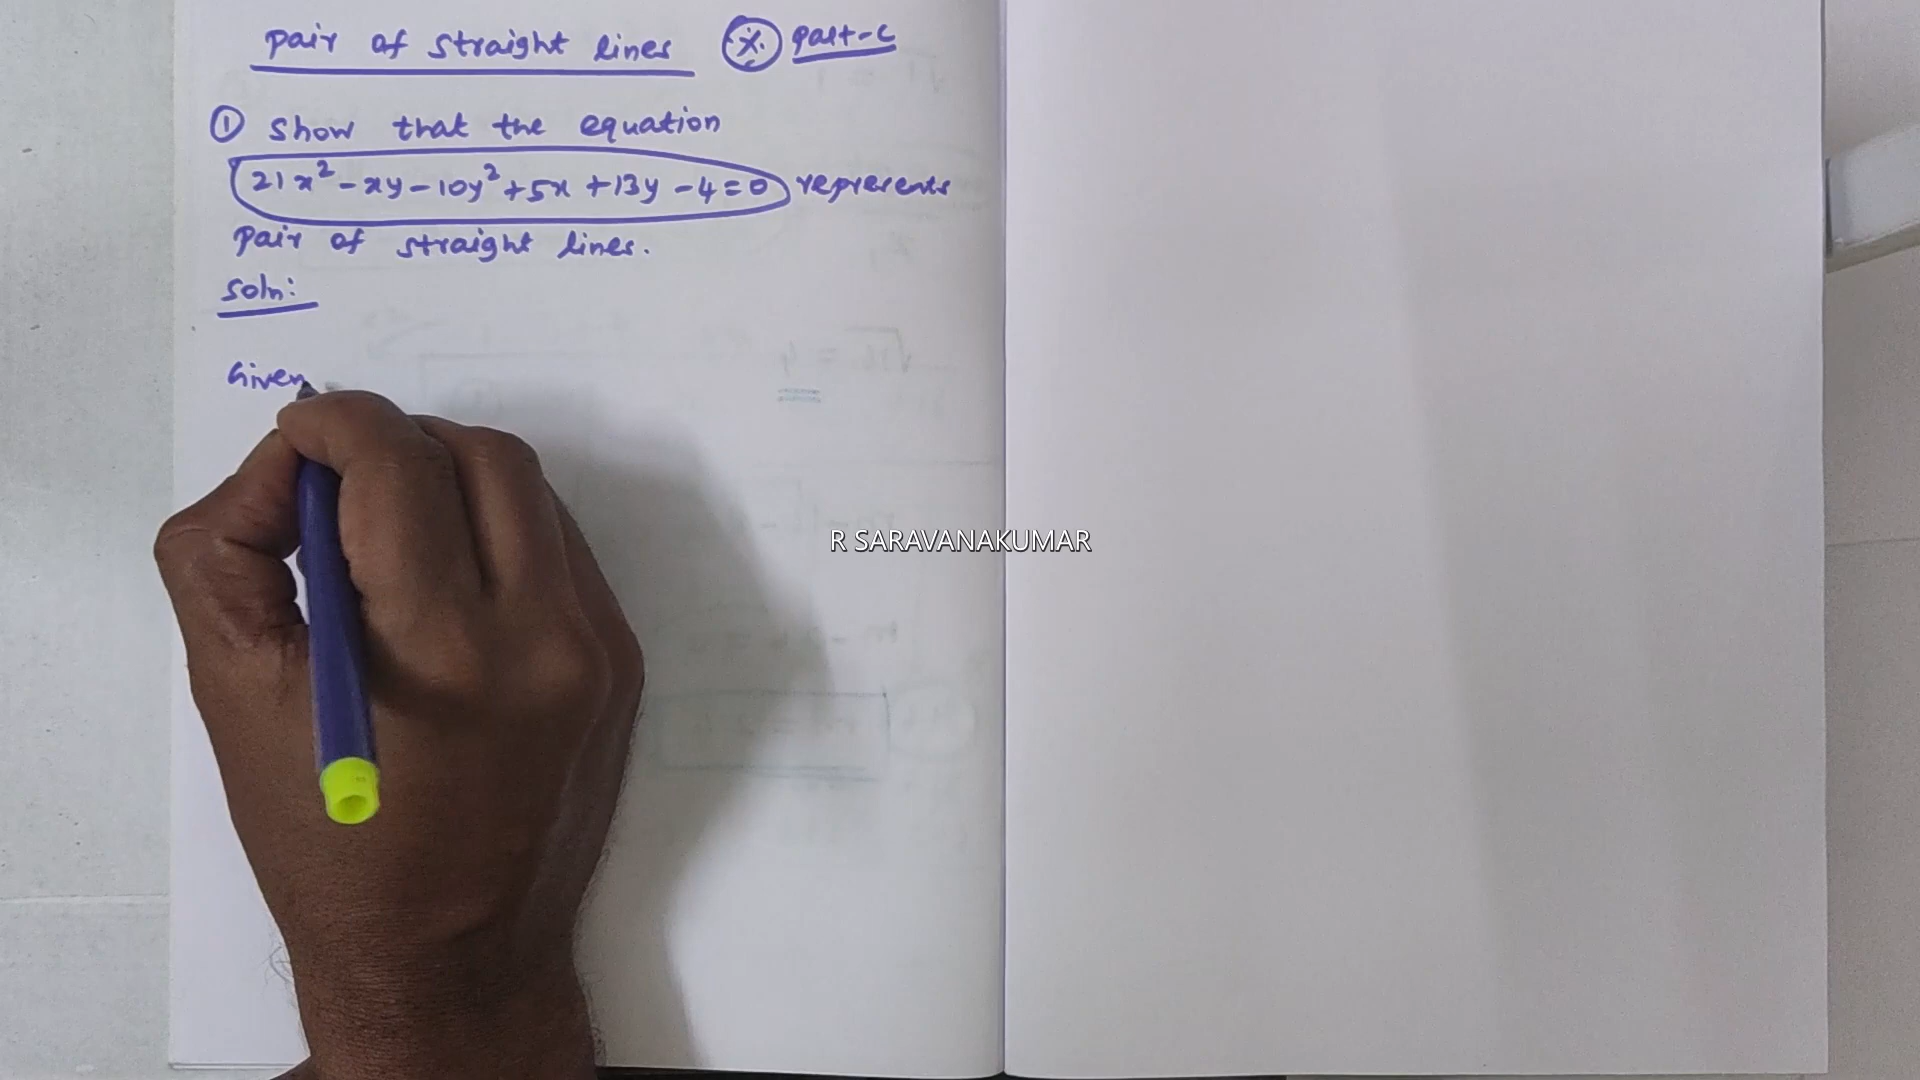 pair of straight lines X. part-c
① Show that the equation
21x² - xy - 10y² + 5x + 13y - 4 = 0 represents
pair of straight lines.
Soln:
Given
R SARAVANAKUMAR